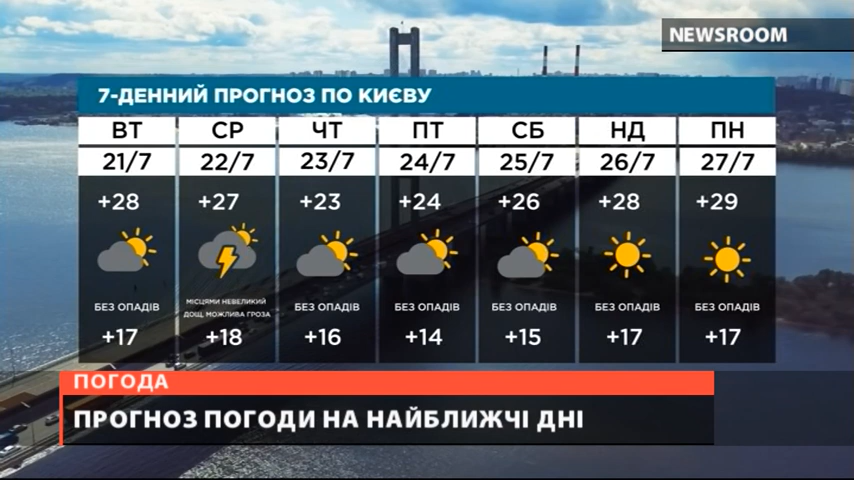 NEWSROOM
7-ДЕННИЙ ПРОГНОЗ ПО КИЄВУ
ВТ СР ЧТ ПТ СБ НД ПН
21/7 22/7 23/7 24/7 25/7 26/7 27/7
+28 +27 +23 +24 +26 +28 +29
БЕЗ ОПАДІВ МІСЦЯМИ НЕВЕЛИКИЙ БЕЗ ОПАДІВ БЕЗ ОПАДІВ БЕЗ ОПАДІВ БЕЗ ОПАДІВ БЕЗ ОПАДІВ
ДОЩ, МОЖЛИВА ГРОЗА
+17 +18 +16 +14 +15 +17 +17
ПОГОДА
ПРОГНОЗ ПОГОДИ НА НАЙБЛИЖЧІ ДНІ